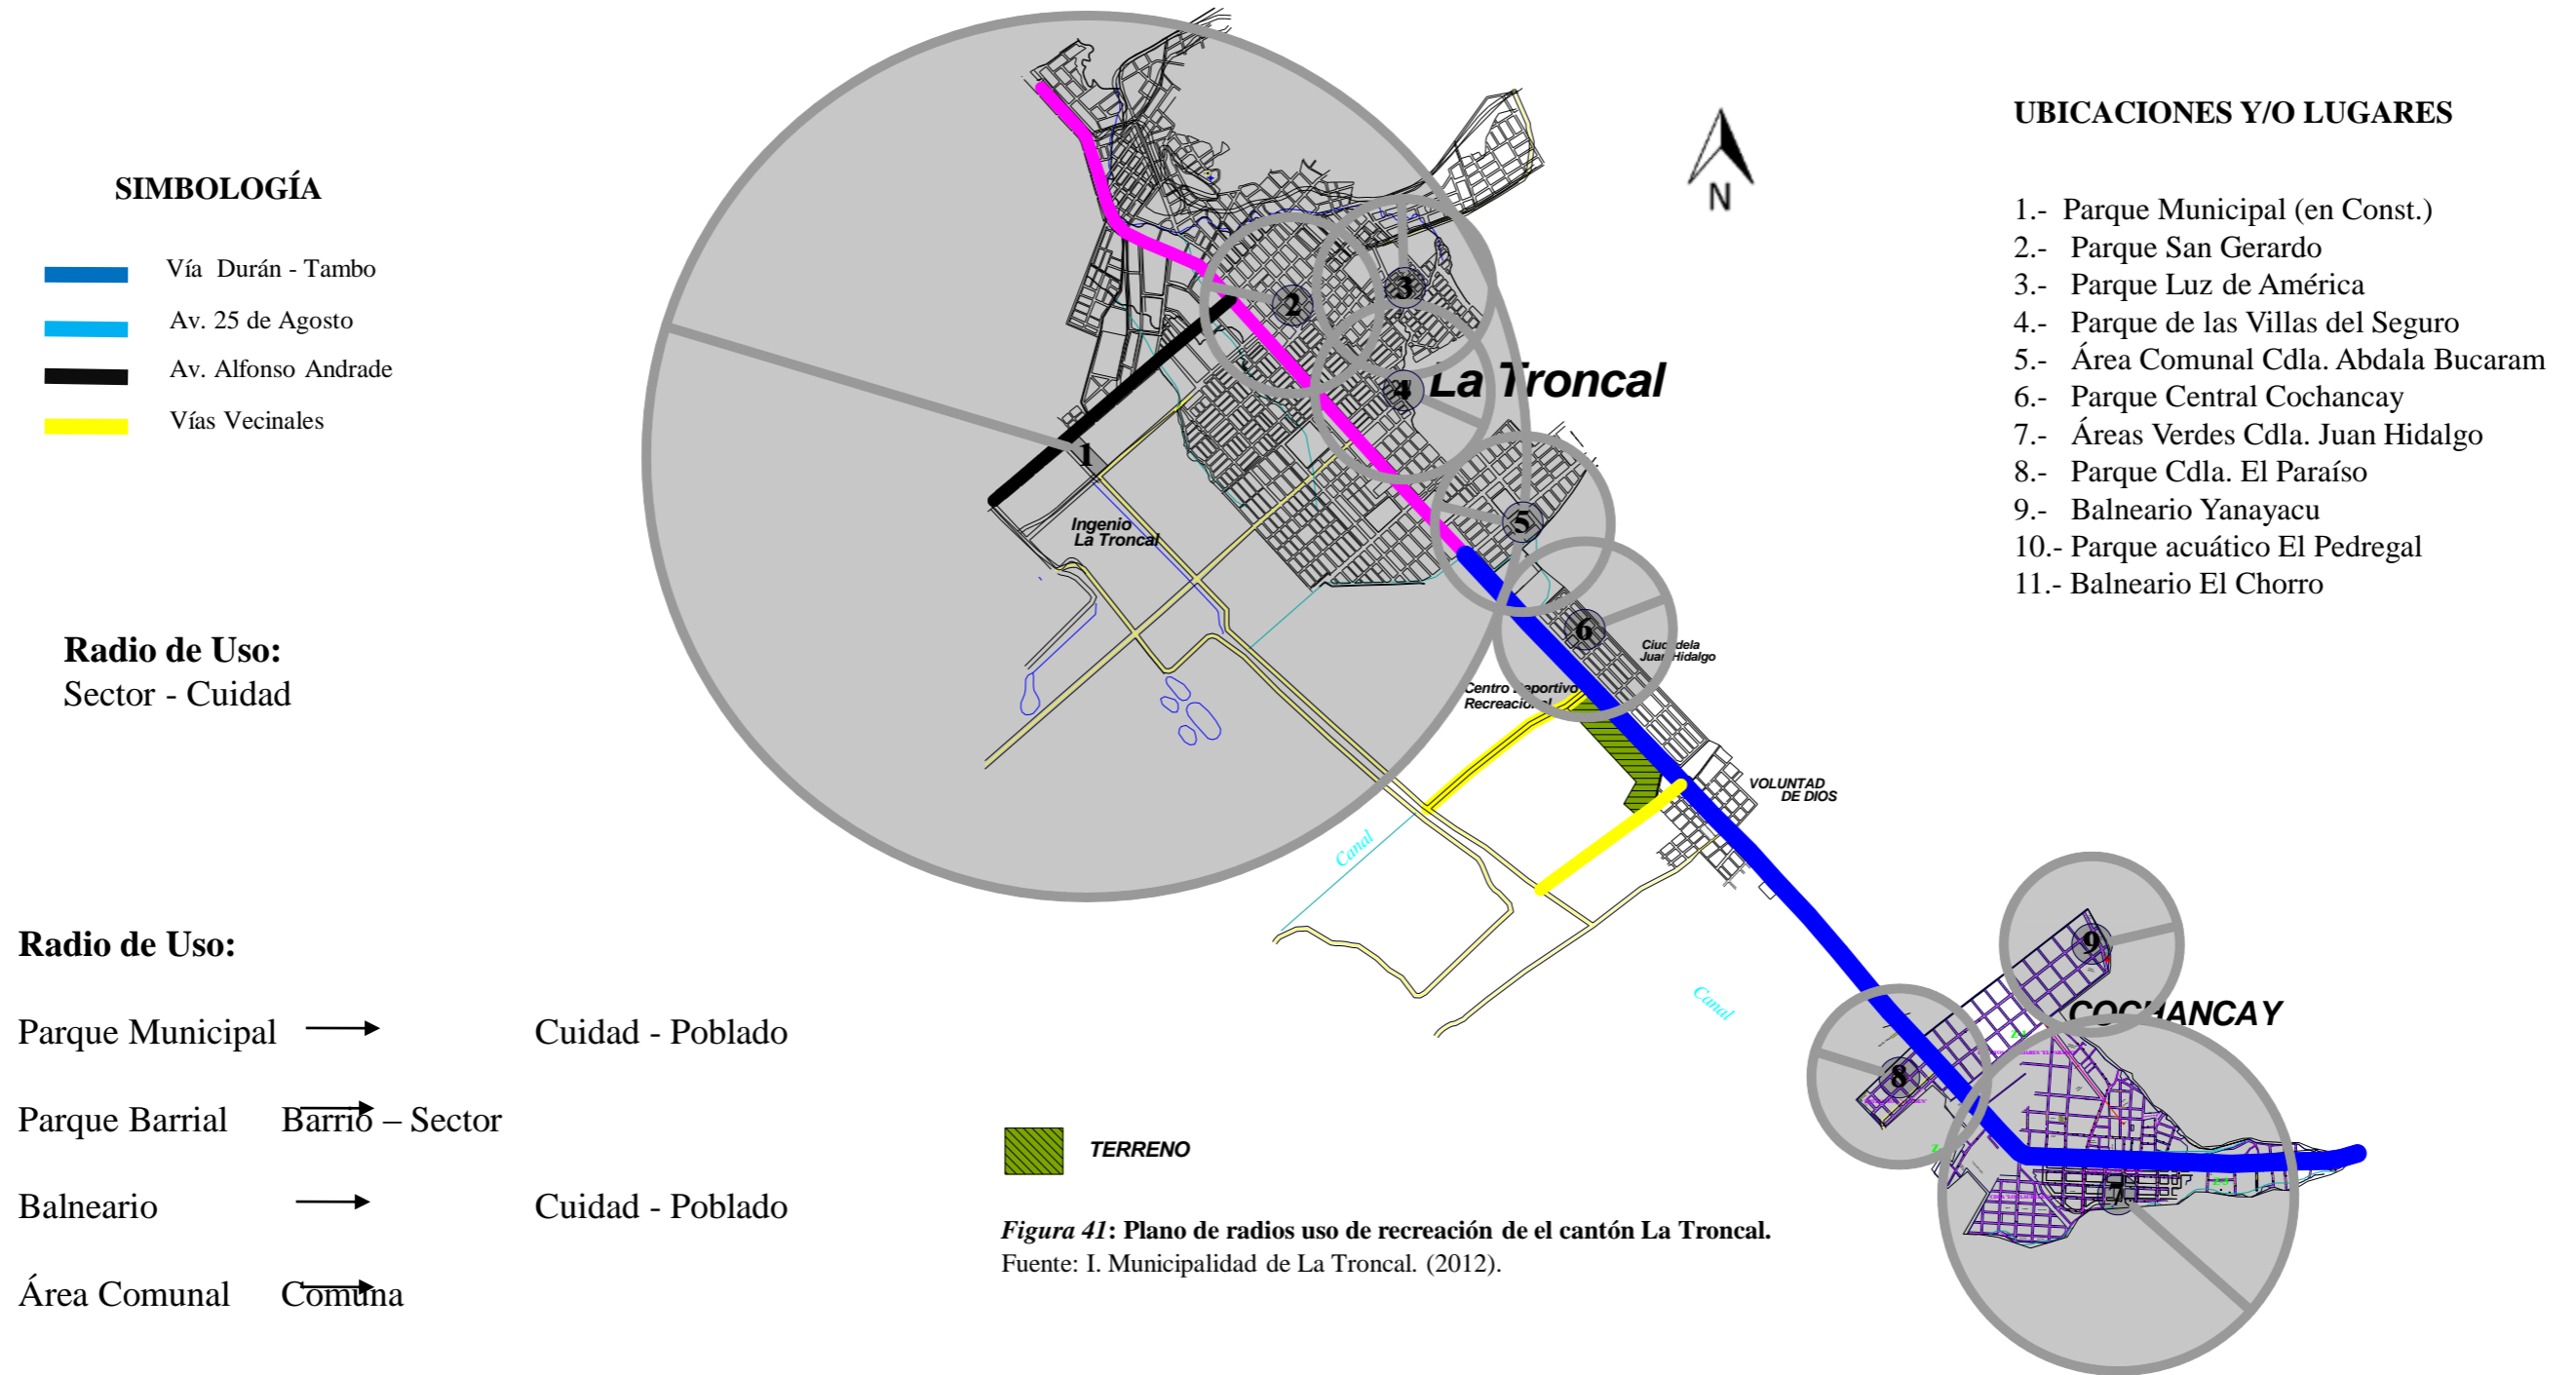 SIMBOLOGÍA
Vía Durán - Tambo
Av. 25 de Agosto
Av. Alfonso Andrade
Vías Vecinales
Radio de Uso:
Sector - Cuidad
Radio de Uso:
Parque Municipal Cuidad - Poblado
Parque Barrial Barrio – Sector
Balneario Cuidad - Poblado
Área Comunal Comuna
N
1
2
3
4
La Troncal
5
6
Ingenio
La Troncal
Ciudadela
Juan Hidalgo
Centro Deportivo
Recreacional
VOLUNTAD
DE DIOS
Canal
Canal
9
COCHANCAY
8
7
TERRENO
Figura 41: Plano de radios uso de recreación de el cantón La Troncal.
Fuente: I. Municipalidad de La Troncal. (2012).
UBICACIONES Y/O LUGARES
1.- Parque Municipal (en Const.)
2.- Parque San Gerardo
3.- Parque Luz de América
4.- Parque de las Villas del Seguro
5.- Área Comunal Cdla. Abdala Bucaram
6.- Parque Central Cochancay
7.- Áreas Verdes Cdla. Juan Hidalgo
8.- Parque Cdla. El Paraíso
9.- Balneario Yanayacu
10.- Parque acuático El Pedregal
11.- Balneario El Chorro